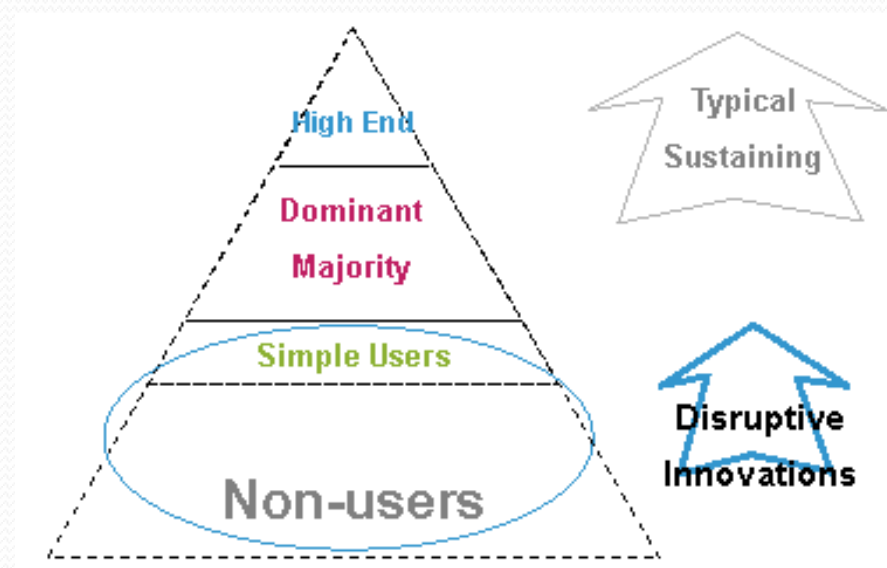 High End
Dominant
Majority
Simple Users
Non-users
Typical
Sustaining
Disruptive
Innovations